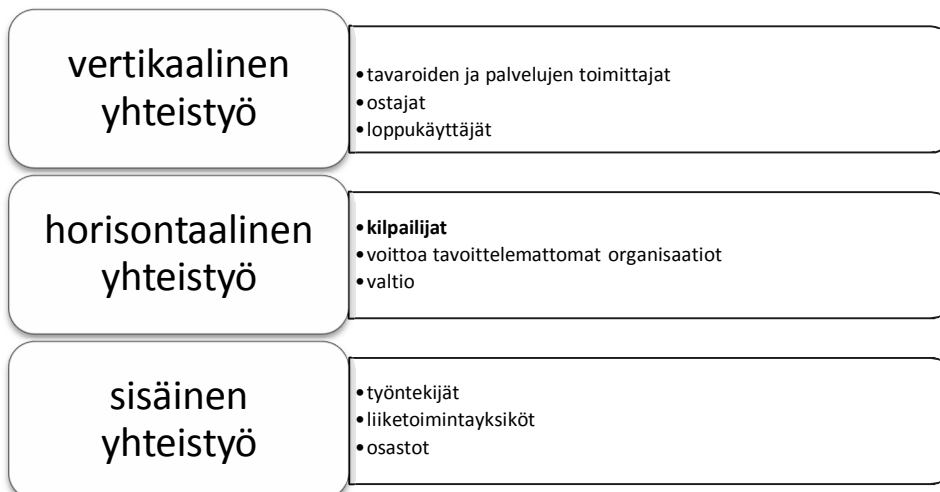 vertikaalinen
yhteistyö
•tavaroiden ja palvelujen toimittajat
•ostajat
•loppukäyttäjät
horisontaalinen
yhteistyö
•kilpailijat
•voittoa tavoittelemattomat organisaatiot
•valtio
sisäinen
yhteistyö
•työntekijät
•liiketoimintayksiköt
•osastot